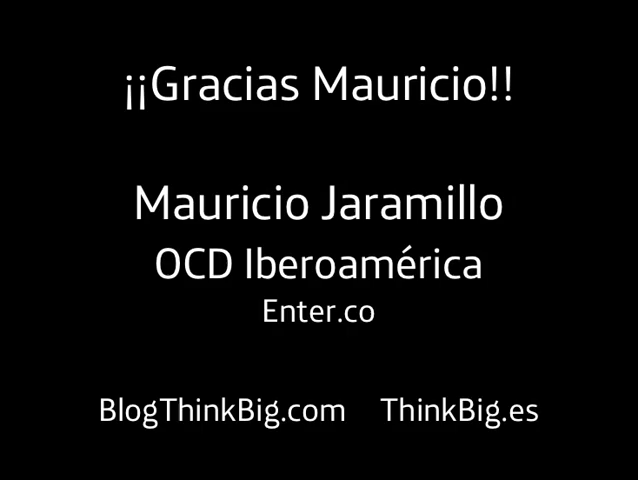 ¡¡Gracias Mauricio!!
Mauricio Jaramillo
OCD Iberoamérica
Enter.co
BlogThinkBig.com ThinkBig.es